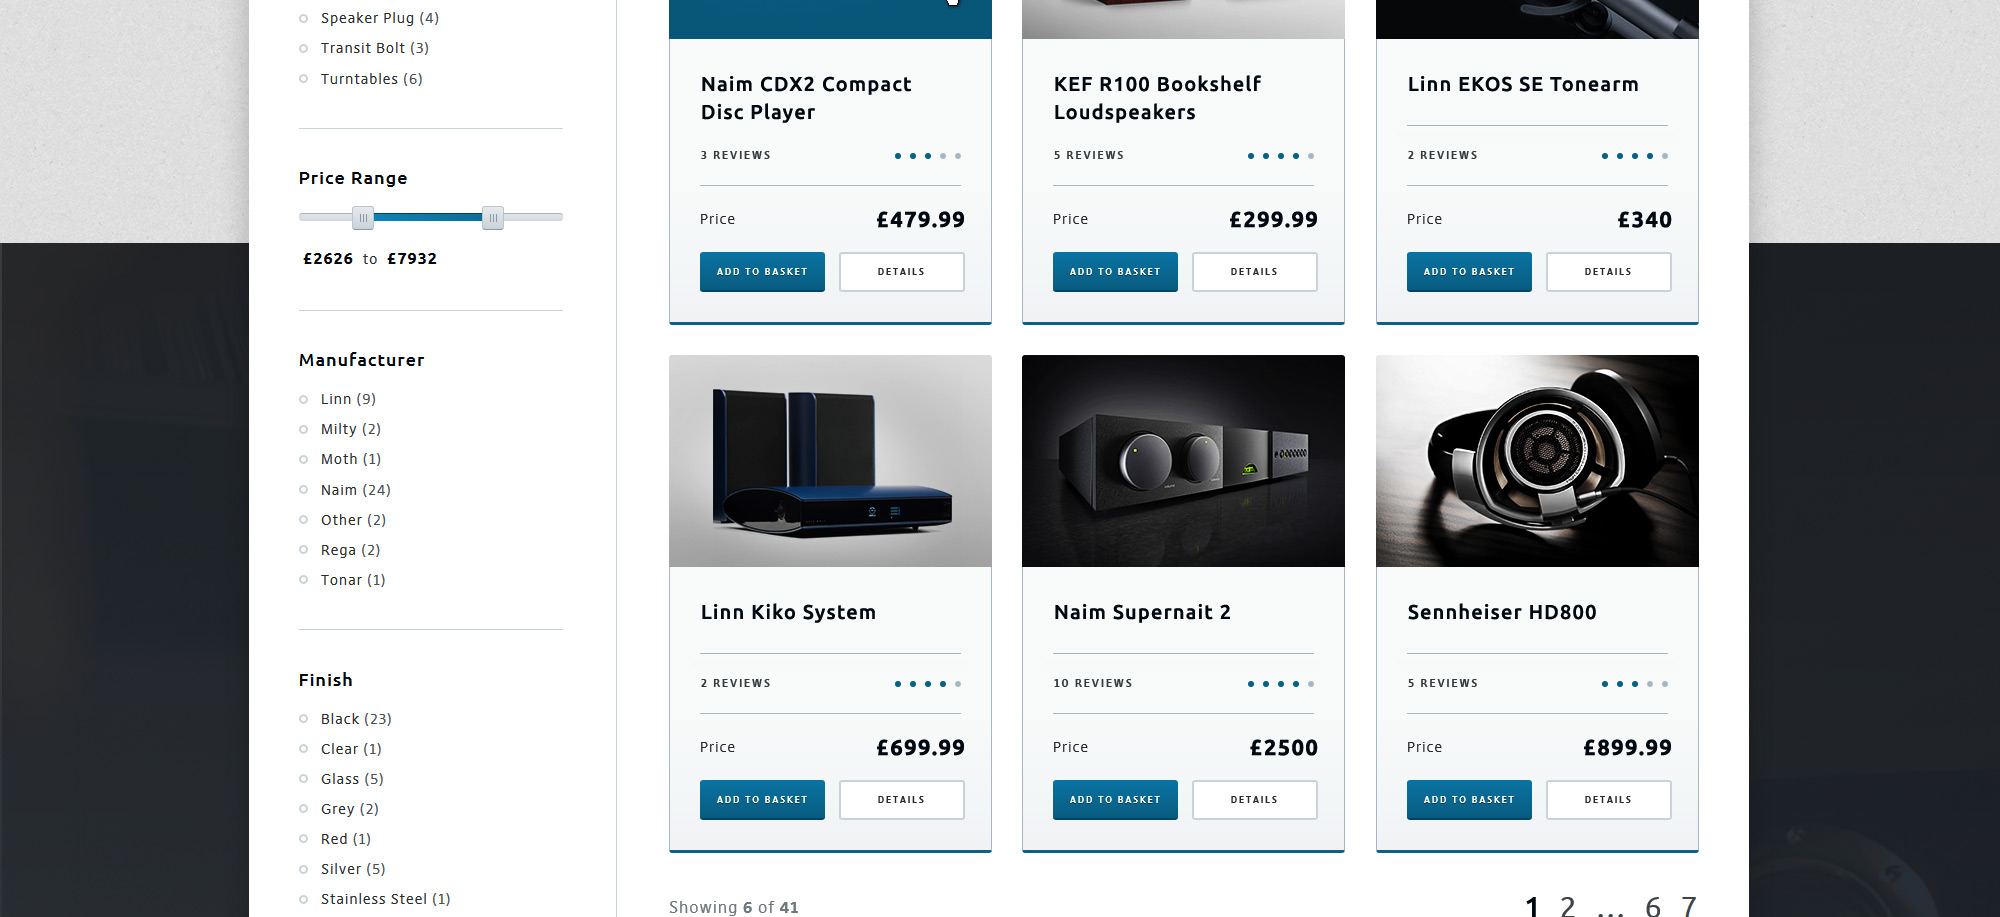 Speaker Plug (4)
Transit Bolt (3)
Turntables (6)
Price Range
£2626 to £7932
Manufacturer
Linn (9)
Milty (2)
Moth (1)
Naim (24)
Other (2)
Rega (2)
Tonar (1)
Finish
Black (23)
Clear (1)
Glass (5)
Grey (2)
Red (1)
Silver (5)
Stainless Steel (1)
Naim CDX2 Compact
Disc Player
3 REVIEWS
Price £479.99
ADD TO BASKET DETAILS
KEF R100 Bookshelf
Loudspeakers
5 REVIEWS
Price £299.99
ADD TO BASKET DETAILS
Linn EKOS SE Tonearm
2 REVIEWS
Price £340
ADD TO BASKET DETAILS
Linn Kiko System
2 REVIEWS
Price £699.99
ADD TO BASKET DETAILS
Naim Supernait 2
10 REVIEWS
Price £2500
ADD TO BASKET DETAILS
Sennheiser HD800
5 REVIEWS
Price £899.99
ADD TO BASKET DETAILS
Showing 6 of 41
1 2 ... 6 7